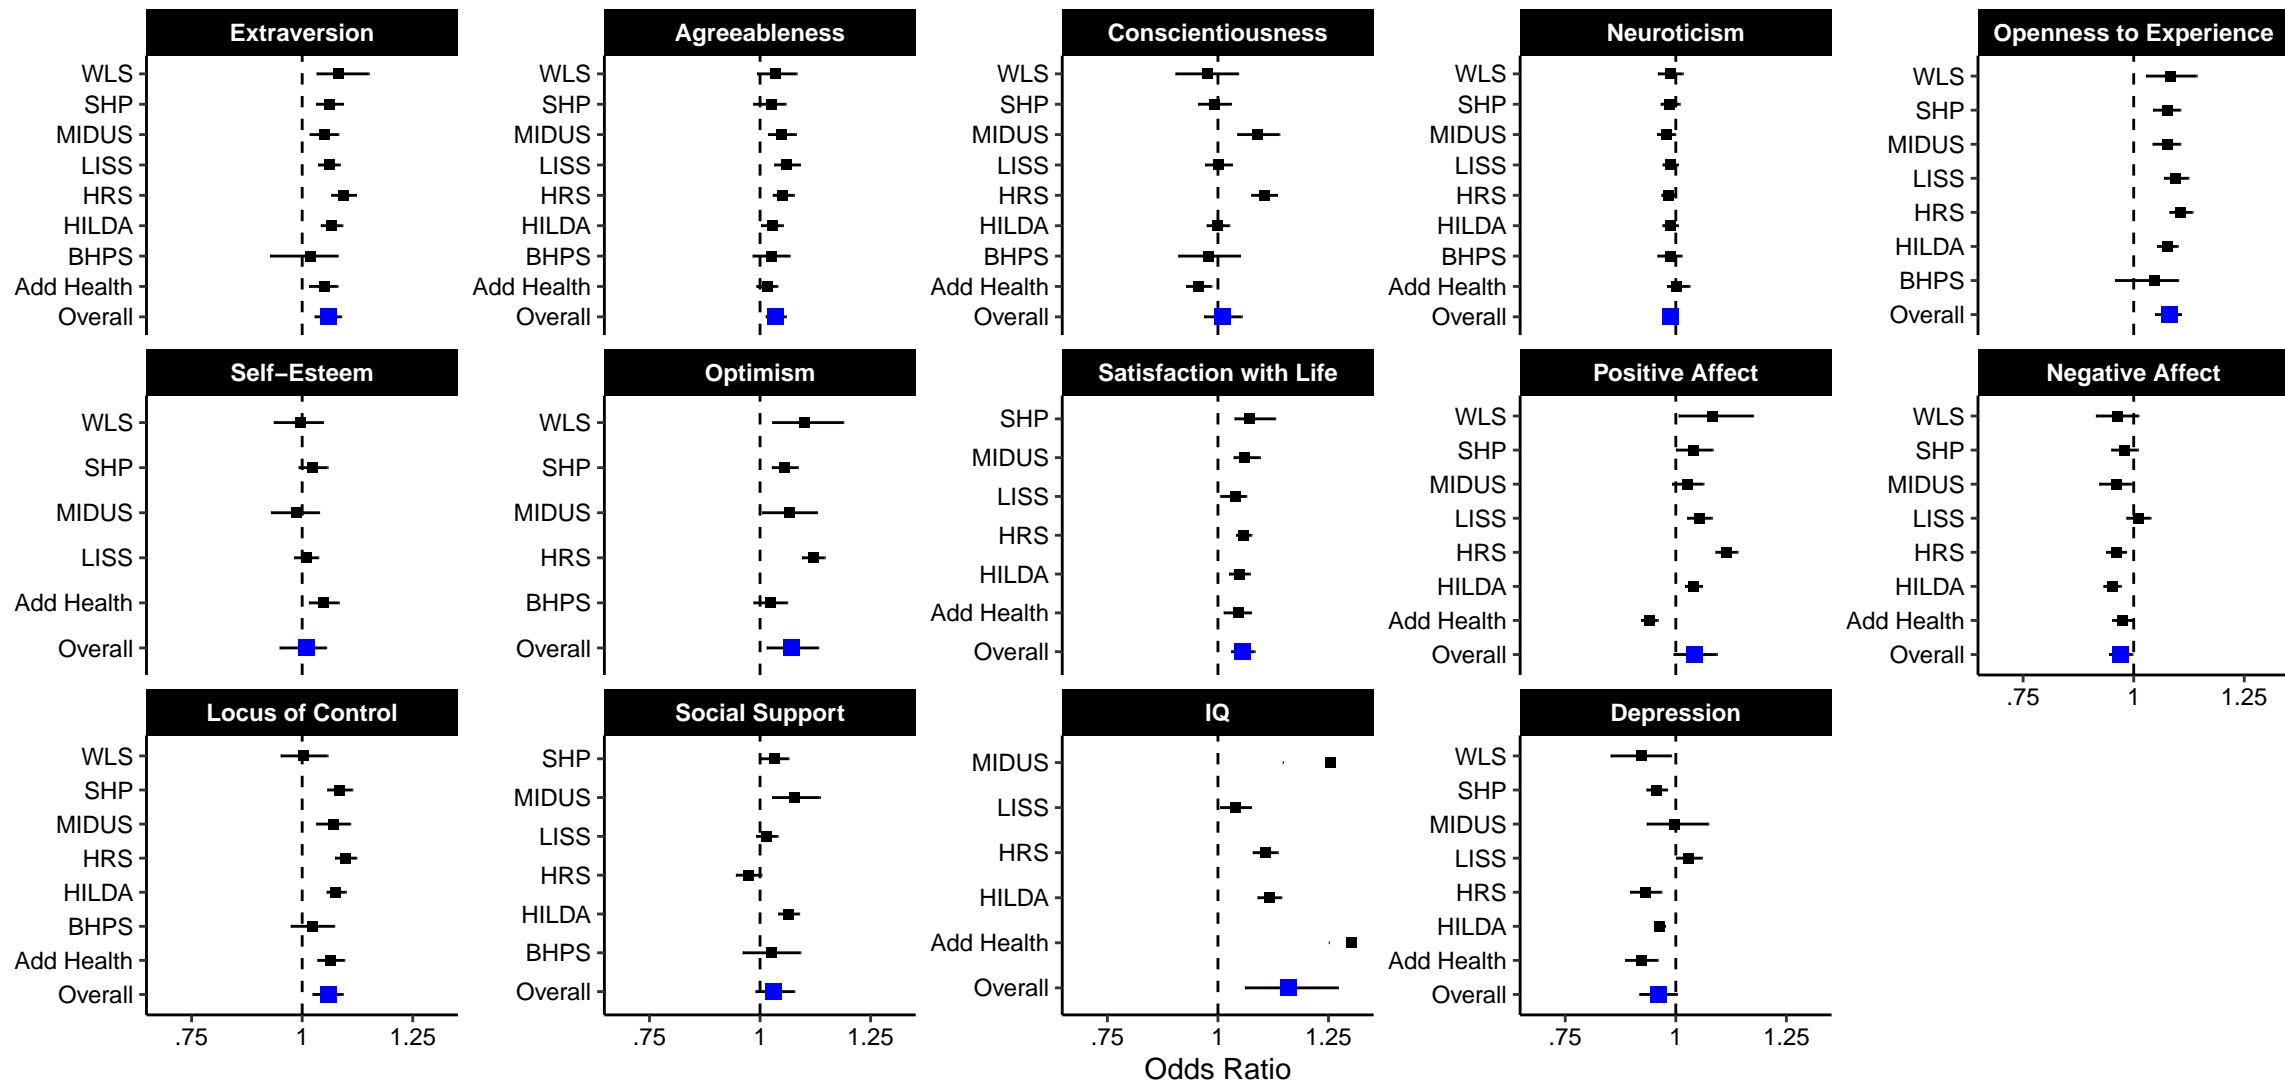 Extraversion
WLS
SHP
MIDUS
LISS
HRS
HILDA
BHPS
Add Health
Overall
Agreeableness
WLS
SHP
MIDUS
LISS
HRS
HILDA
BHPS
Add Health
Overall
Conscientiousness
WLS
SHP
MIDUS
LISS
HRS
HILDA
BHPS
Add Health
Overall
Neuroticism
WLS
SHP
MIDUS
LISS
HRS
HILDA
BHPS
Add Health
Overall
Openness to Experience
WLS
SHP
MIDUS
LISS
HRS
HILDA
BHPS
Overall
Self−Esteem
WLS
SHP
MIDUS
LISS
Add Health
Overall
Optimism
WLS
SHP
MIDUS
HRS
BHPS
Overall
Satisfaction with Life
SHP
MIDUS
LISS
HRS
HILDA
Add Health
Overall
Positive Affect
WLS
SHP
MIDUS
LISS
HRS
HILDA
Add Health
Overall
Negative Affect
WLS
SHP
MIDUS
LISS
HRS
HILDA
Add Health
Overall
.75 1 1.25
Locus of Control
WLS
SHP
MIDUS
HRS
HILDA
BHPS
Add Health
Overall
.75 1 1.25
Social Support
SHP
MIDUS
LISS
HRS
HILDA
BHPS
Overall
.75 1 1.25
IQ
MIDUS
LISS
HRS
HILDA
Add Health
Overall
.75 1 1.25
Depression
WLS
SHP
MIDUS
LISS
HRS
HILDA
Add Health
Overall
.75 1 1.25
Odds Ratio